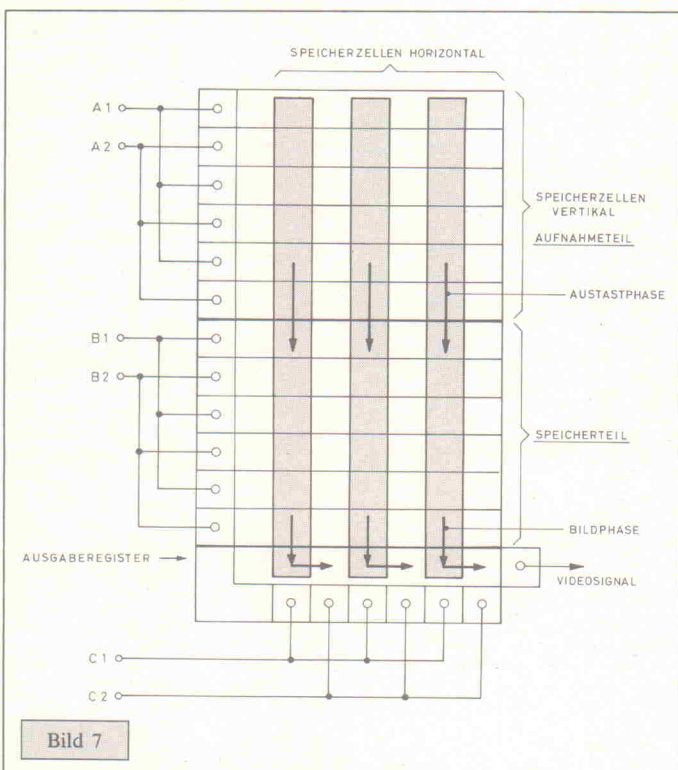 SPEICHERZELLEN HORIZONTAL
A1
A2
SPEICHERZELLEN
VERTIKAL
AUFNAHMETEIL
AUSTASTPHASE
B1
B2
SPEICHERTEIL
BILDPHASE
AUSGABEREGISTER
VIDEOSIGNAL
C1
C2
Bild 7